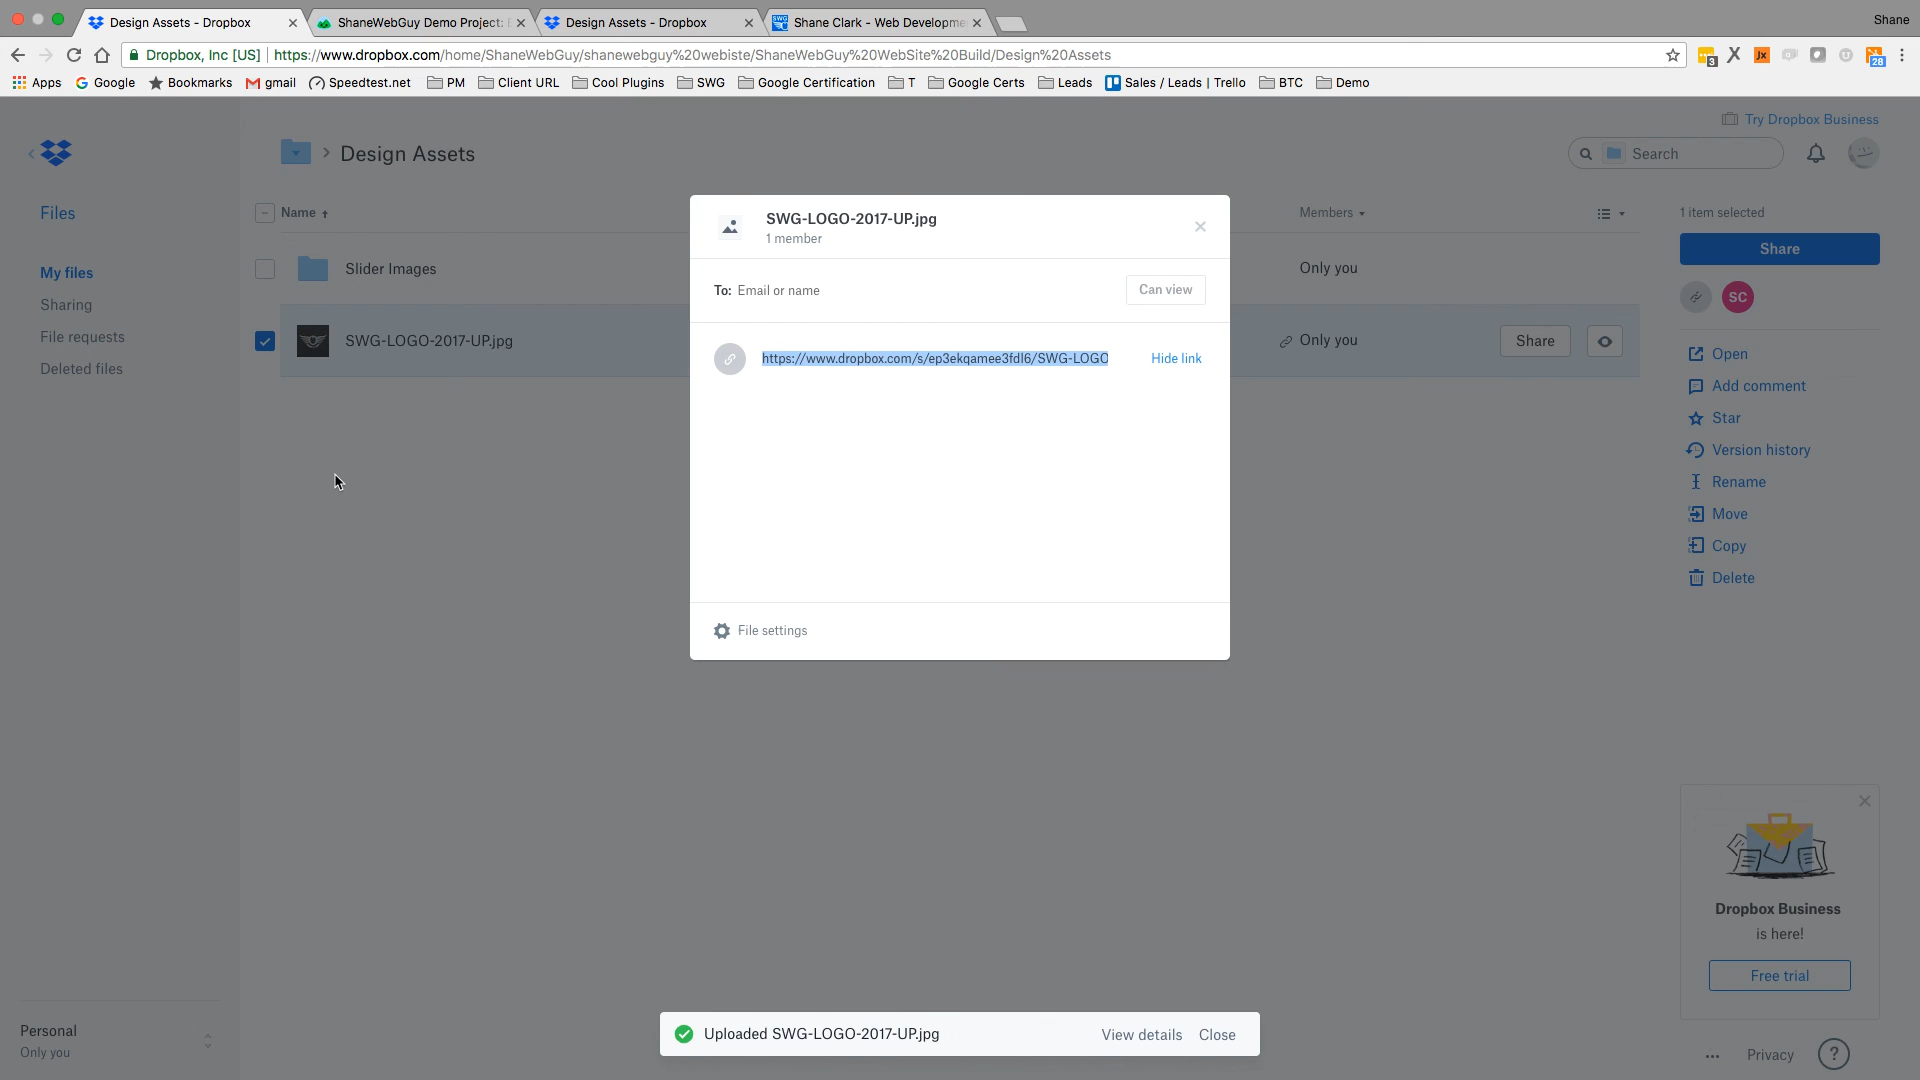 Design Assets - Dropbox
ShaneWebGuy Demo Project:
Design Assets - Dropbox
Shane Clark - Web Developme
Shane
Dropbox, Inc [US]
https://www.dropbox.com/home/ShaneWebGuy/shanewebguy%20webiste/ShaneWebGuy%20WebSite%20Build/Design%20Assets
3
28
Apps
Google
Bookmarks
gmail
Speedtest.net
PM
Client URL
Cool Plugins
SWG
Google Certification
T
Google Certs
Leads
Sales / Leads | Trello
BTC
Demo
Try Dropbox Business
Design Assets
Search
Files
My files
Sharing
File requests
Deleted files
Name
Members
Slider Images
Only you
SWG-LOGO-2017-UP.jpg
Only you
Share
SWG-LOGO-2017-UP.jpg
1 member
To: Email or name
Can view
https://www.dropbox.com/s/ep3ekqamee3fdl6/SWG-LOGO
Hide link
File settings
1 item selected
Share
SC
Open
Add comment
Star
Version history
Rename
Move
Copy
Delete
Dropbox Business
is here!
Free trial
Personal
Only you
Uploaded SWG-LOGO-2017-UP.jpg
View details
Close
Privacy
?